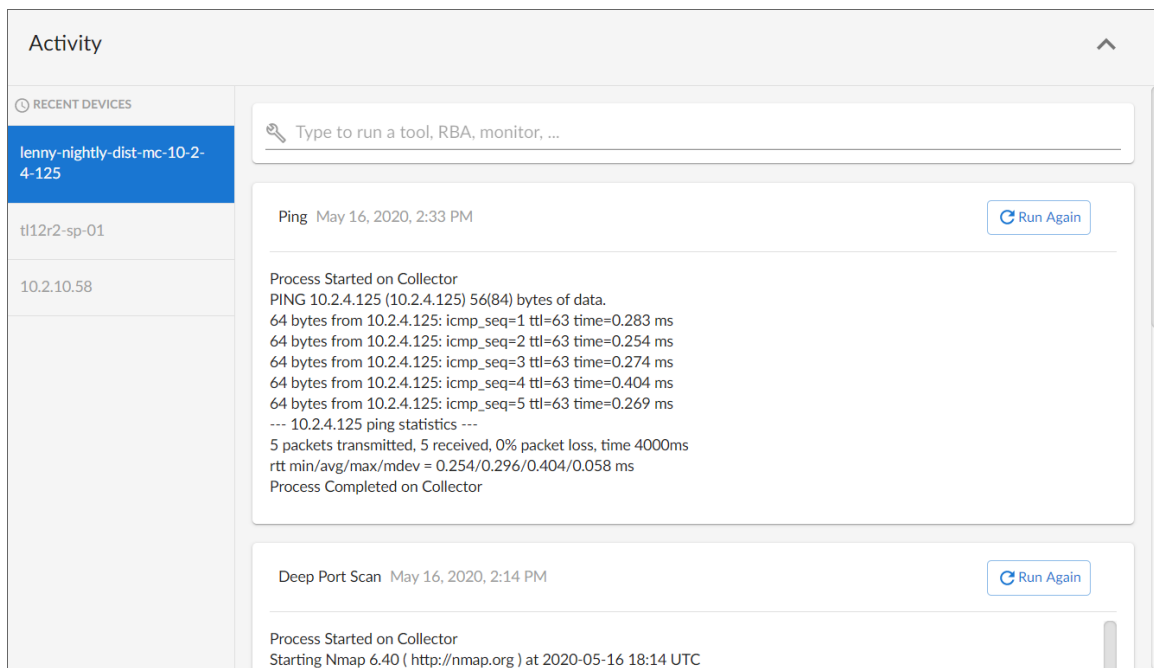 Activity
RECENT DEVICES
lenny-nightly-dist-mc-10-2-
4-125
tl12r2-sp-01
10.2.10.58
Type to run a tool, RBA, monitor, ...
Ping May 16, 2020, 2:33 PM
Run Again
Process Started on Collector
PING 10.2.4.125 (10.2.4.125) 56(84) bytes of data.
64 bytes from 10.2.4.125: icmp_seq=1 ttl=63 time=0.283 ms
64 bytes from 10.2.4.125: icmp_seq=2 ttl=63 time=0.254 ms
64 bytes from 10.2.4.125: icmp_seq=3 ttl=63 time=0.274 ms
64 bytes from 10.2.4.125: icmp_seq=4 ttl=63 time=0.404 ms
64 bytes from 10.2.4.125: icmp_seq=5 ttl=63 time=0.269 ms
--- 10.2.4.125 ping statistics ---
5 packets transmitted, 5 received, 0% packet loss, time 4000ms
rtt min/avg/max/mdev = 0.254/0.296/0.404/0.058 ms
Process Completed on Collector
Deep Port Scan May 16, 2020, 2:14 PM
Run Again
Process Started on Collector
Starting Nmap 6.40 ( http://nmap.org ) at 2020-05-16 18:14 UTC